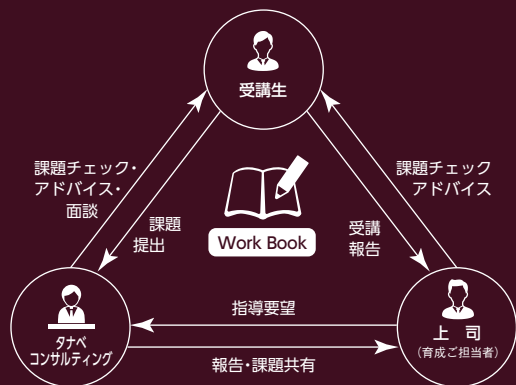 受講生
課題チェック・
アドバイス・
面談
課題チェック
アドバイス
課題
提出
受講
報告
Work Book
指導要望
タナベ
コンサルティング
上 司
(育成ご担当者)
報告・課題共有